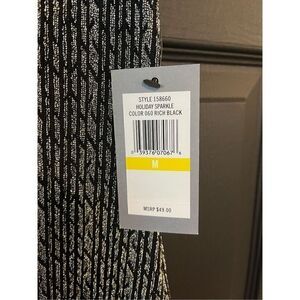 STYLE 158660
HOLIDAY SPARKLE
COLOR 060 RICH BLACK
M
MSRP $49.00